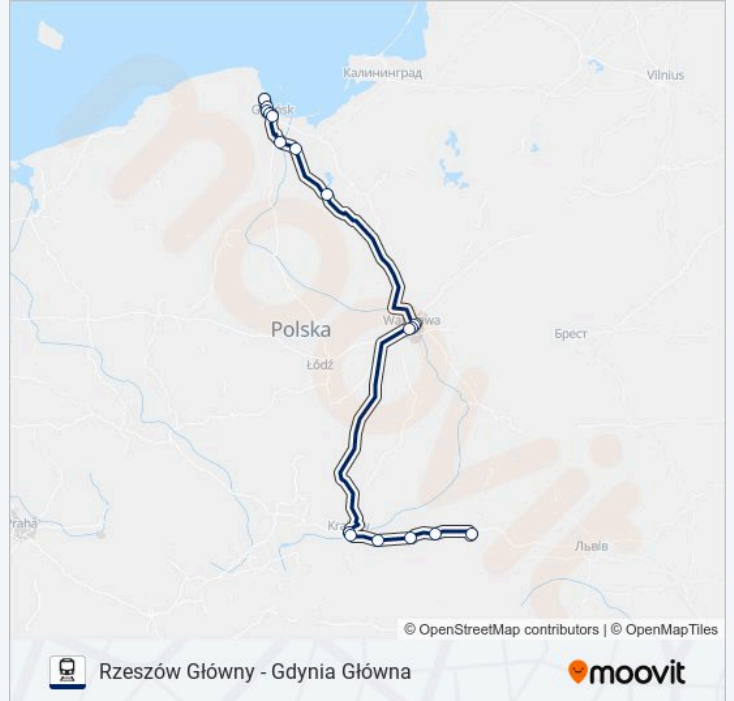 Калининград
Vilnius
Polska
Łódź
Брест
Львів
© OpenStreetMap contributors | © OpenMapTiles
Rzeszów Główny - Gdynia Główna
moovit